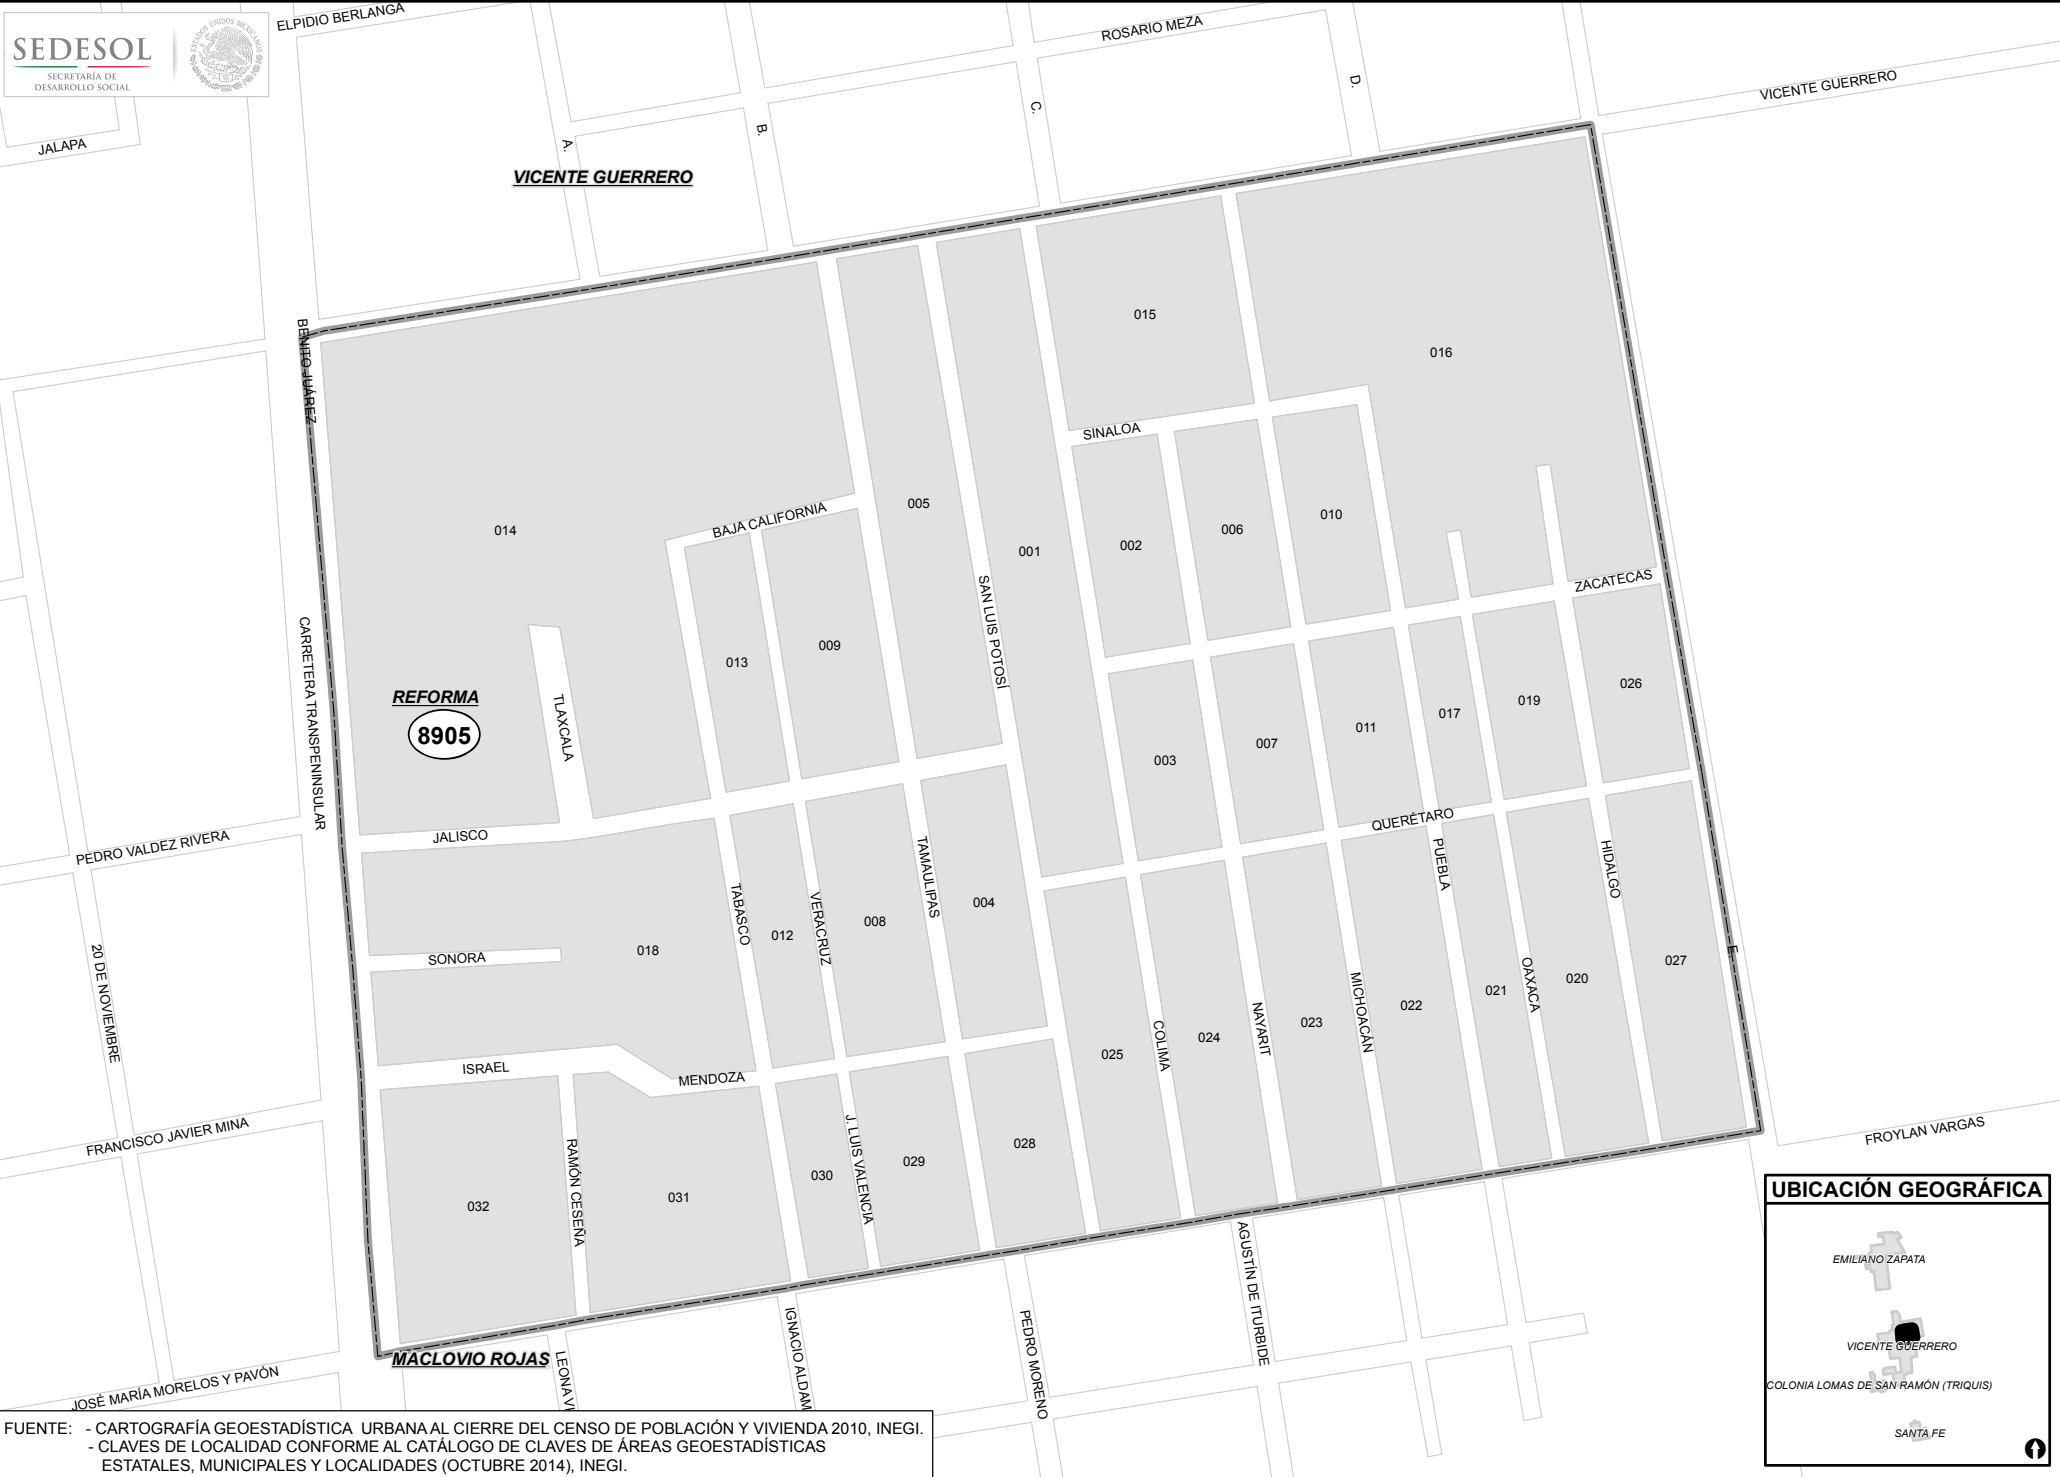 ELPIDIO BERLANGA
SEDESOL
SECRETARÍA DE
DESARROLLO SOCIAL
ESTADOS UNIDOS MEXICANOS
JALAPA
ROSARIO MEZA
VICENTE GUERRERO
A.
B.
C.
D.
VICENTE GUERRERO
BENITO JUÁREZ
015
016
014
SINALOA
BAJA CALIFORNIA
005
001
002
006
010
SAN LUIS POTOSÍ
ZACATECAS
013
009
CARRETERA TRANSPENINSULAR
REFORMA
8905
TLAXCALA
003
007
011
017
019
026
JALISCO
PEDRO VALDEZ RIVERA
QUERÉTARO
TABASCO
VERACRUZ
TAMAULIPAS
PUEBLA
HIDALGO
018
012
008
004
SONORA
20 DE NOVIEMBRE
E.
025
COLIMA
024
NAYARIT
023
MICHOACÁN
022
021
OAXACA
020
027
ISRAEL
MENDOZA
FRANCISCO JAVIER MINA
RAMÓN CESEÑA
J. LUIS VALENCIA
032
031
030
029
028
FROYLAN VARGAS
AGUSTÍN DE ITURBIDE
MACLOVIO ROJAS
LEONA VI
IGNACIO ALDAM
PEDRO MORENO
JOSÉ MARÍA MORELOS Y PAVÓN
UBICACIÓN GEOGRÁFICA
EMILIANO ZAPATA
VICENTE GUERRERO
COLONIA LOMAS DE SAN RAMÓN (TRIQUIS)
SANTA FE
FUENTE: - CARTOGRAFÍA GEOESTADÍSTICA URBANA AL CIERRE DEL CENSO DE POBLACIÓN Y VIVIENDA 2010, INEGI.
- CLAVES DE LOCALIDAD CONFORME AL CATÁLOGO DE CLAVES DE ÁREAS GEOESTADÍSTICAS
ESTATALES, MUNICIPALES Y LOCALIDADES (OCTUBRE 2014), INEGI.